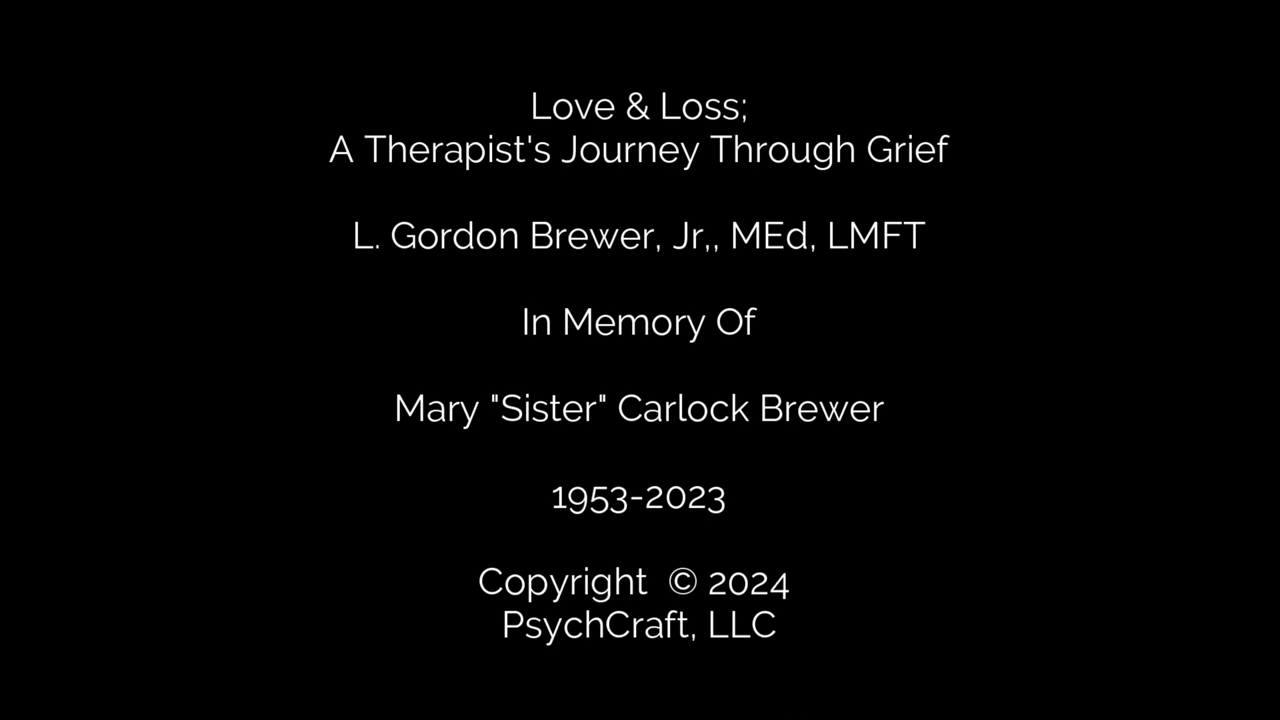 Love & Loss;
A Therapist's Journey Through Grief
L. Gordon Brewer, Jr,, MEd, LMFT
In Memory Of
Mary "Sister" Carlock Brewer
1953-2023
Copyright  © 2024
PsychCraft, LLC